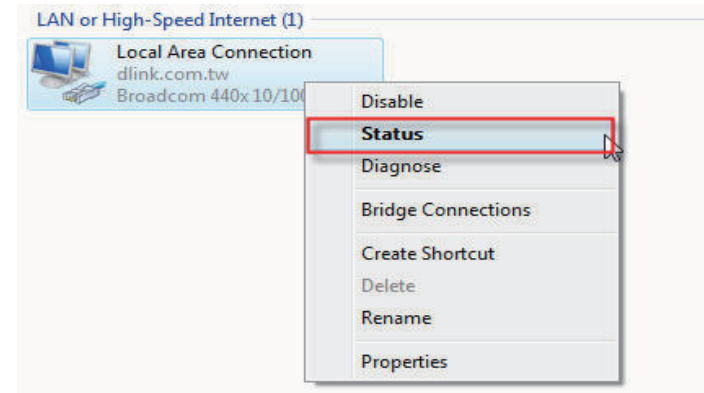 LAN or High-Speed Internet (1)
Local Area Connection
dlink.com.tw
Broadcom 440x 10/100
Disable
Status
Diagnose
Bridge Connections
Create Shortcut
Delete
Rename
Properties